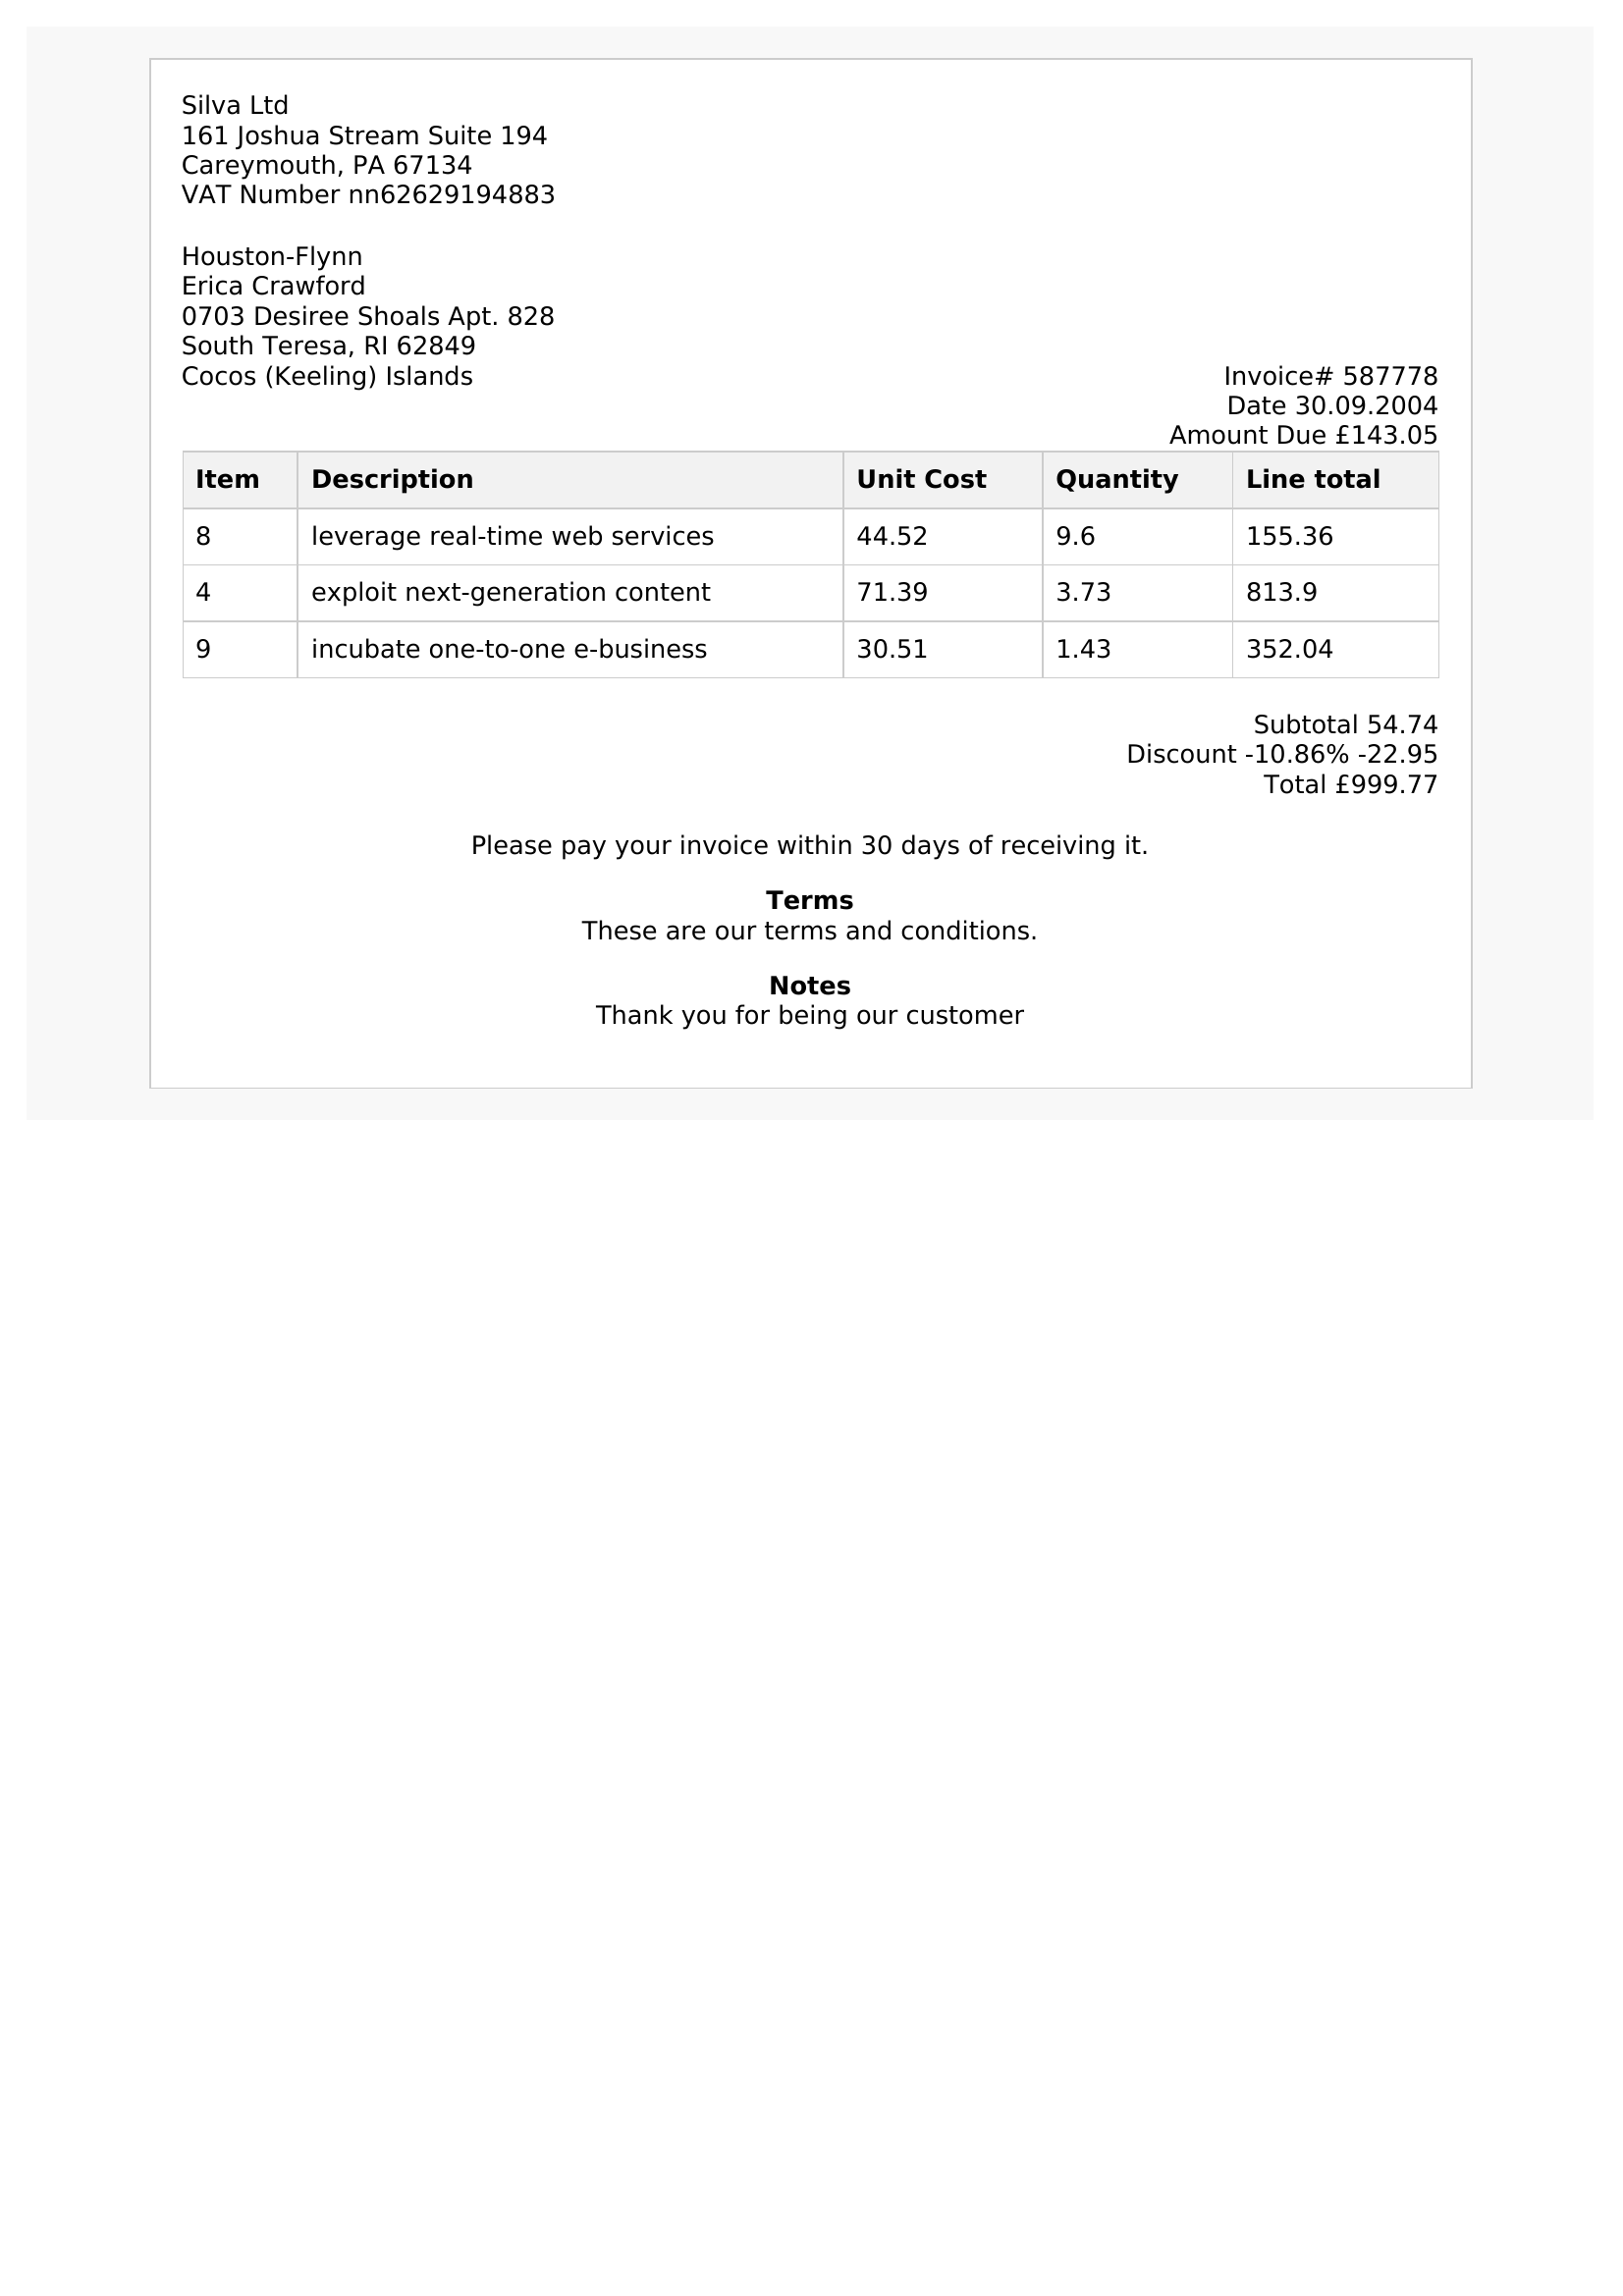 Silva Ltd
161 Joshua Stream Suite 194
Careymouth, PA 67134
VAT Number nn62629194883
Houston-Flynn
Erica Crawford
0703 Desiree Shoals Apt. 828
South Teresa, RI 62849
Cocos (Keeling) Islands
Invoice# 587778
Date 30.09.2004
Amount Due £143.05
Item Description Unit Cost Quantity Line total
8 leverage real-time web services 44.52 9.6 155.36
4 exploit next-generation content 71.39 3.73 813.9
9 incubate one-to-one e-business 30.51 1.43 352.04
Subtotal 54.74
Discount -10.86% -22.95
Total £999.77
Please pay your invoice within 30 days of receiving it.
Terms
These are our terms and conditions.
Notes
Thank you for being our customer